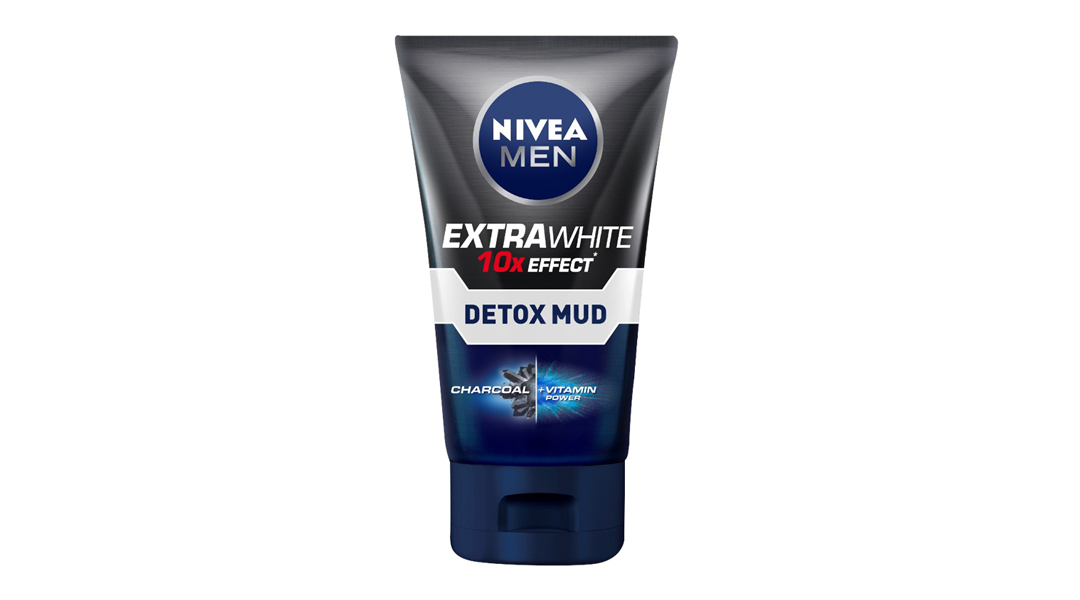 NIVEA
MEN
EXTRAWHITE
10x EFFECT*
DETOX MUD
CHARCOAL +VITAMIN
POWER